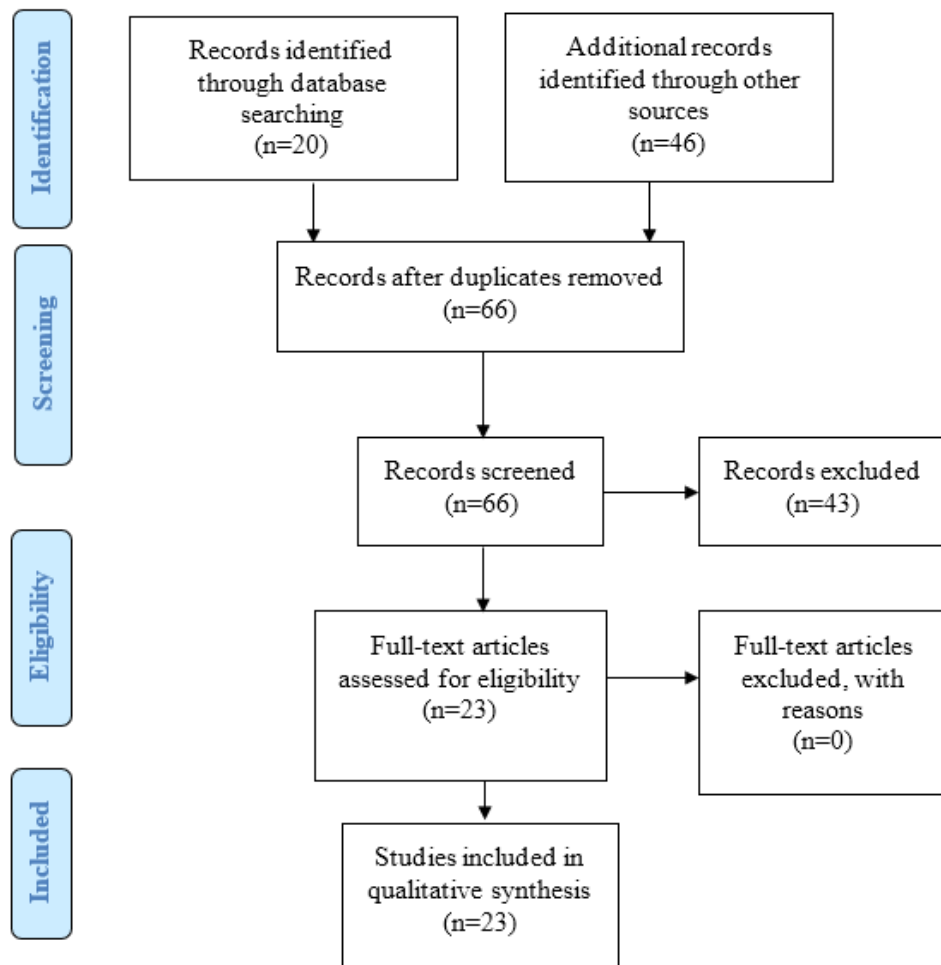 Identification
Records identified
through database
searching
(n=20)
Additional records
identified through other
sources
(n=46)
Screening
Records after duplicates removed
(n=66)
Records screened
(n=66)
Records excluded
(n=43)
Eligibility
Full-text articles
assessed for eligibility
(n=23)
Full-text articles
excluded, with
reasons
(n=0)
Included
Studies included in
qualitative synthesis
(n=23)